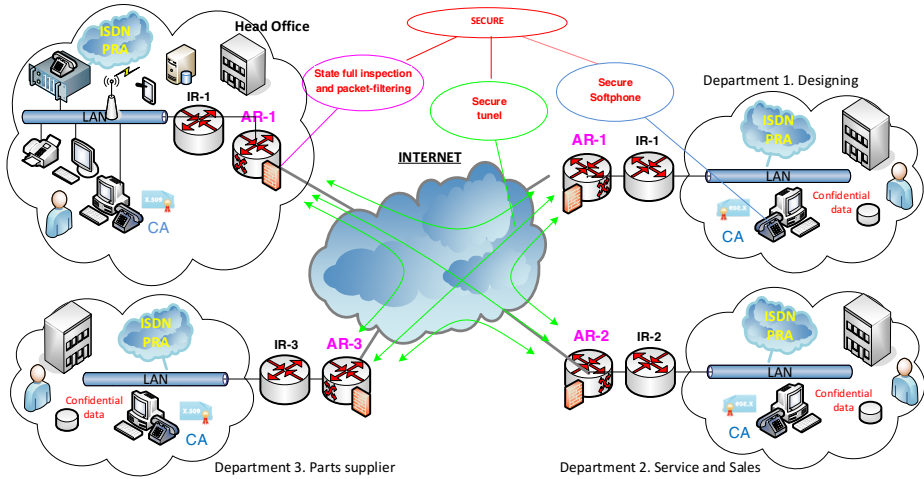 ISDN
PRA
Head Office
SECURE
State full inspection
and packet-filtering
Secure
tunel
Secure
Softphone
Department 1. Designing
IR-1
LAN
AR-1
INTERNET
AR-1
IR-1
ISDN
PRA
LAN
X.509
CA
Confidential
data
CA
ISDN
PRA
LAN
IR-3
AR-3
AR-2
IR-2
ISDN
PRA
LAN
Confidential
data
X.509
CA
CA
Confidential
data
Department 3. Parts supplier
Department 2. Service and Sales